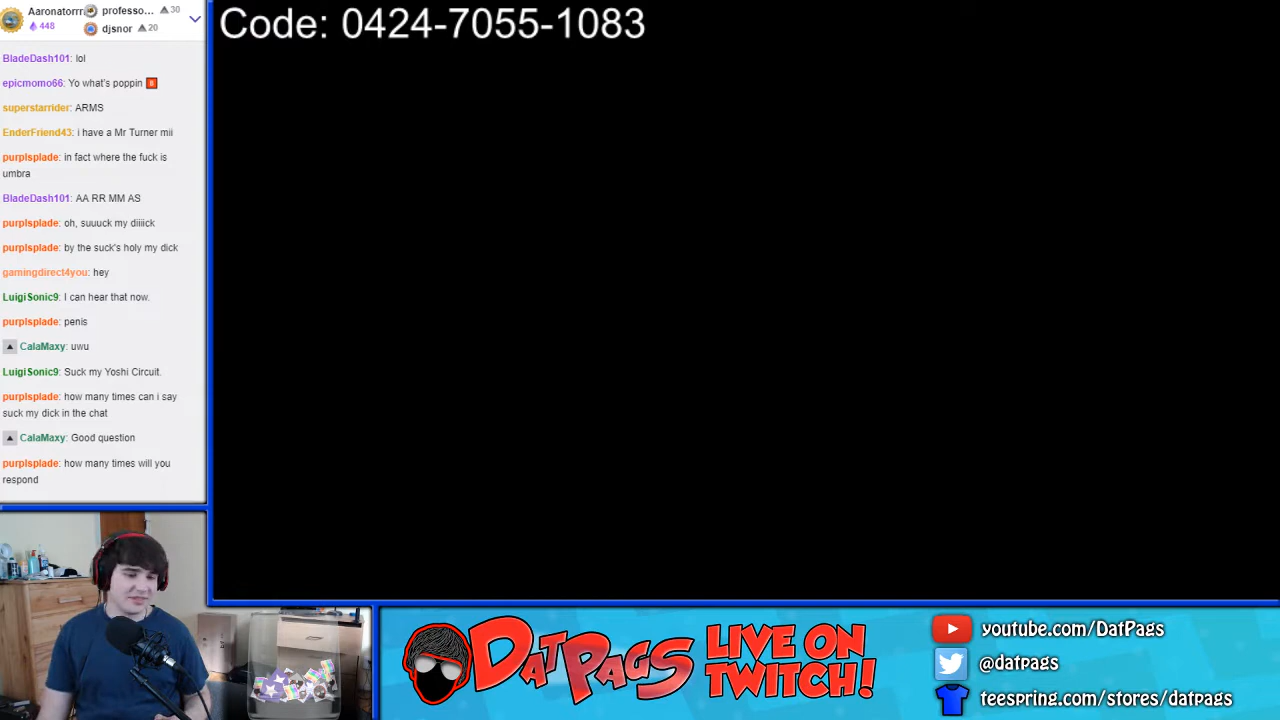 Aaronatorr
448
professo... 30
djsnor 20
BladeDash101: lol
epicmomo66: Yo what's poppin
superstarrider: ARMS
EnderFriend43: i have a Mr Turner mii
purplsplade: in fact where the fuck is
umbra
BladeDash101: AA RR MM AS
purplsplade: oh, suuuck my diiiick
purplsplade: by the suck's holy my dick
gamingdirect4you: hey
LuigiSonic9: I can hear that now.
purplsplade: penis
CalaMaxy: uwu
LuigiSonic9: Suck my Yoshi Circuit.
purplsplade: how many times can i say
suck my dick in the chat
CalaMaxy: Good question
purplsplade: how many times will you
respond
Code: 0424-7055-1083
DATPAGS
LIVE ON
TWITCH!
youtube.com/DatPags
@datpags
teespring.com/stores/datpags